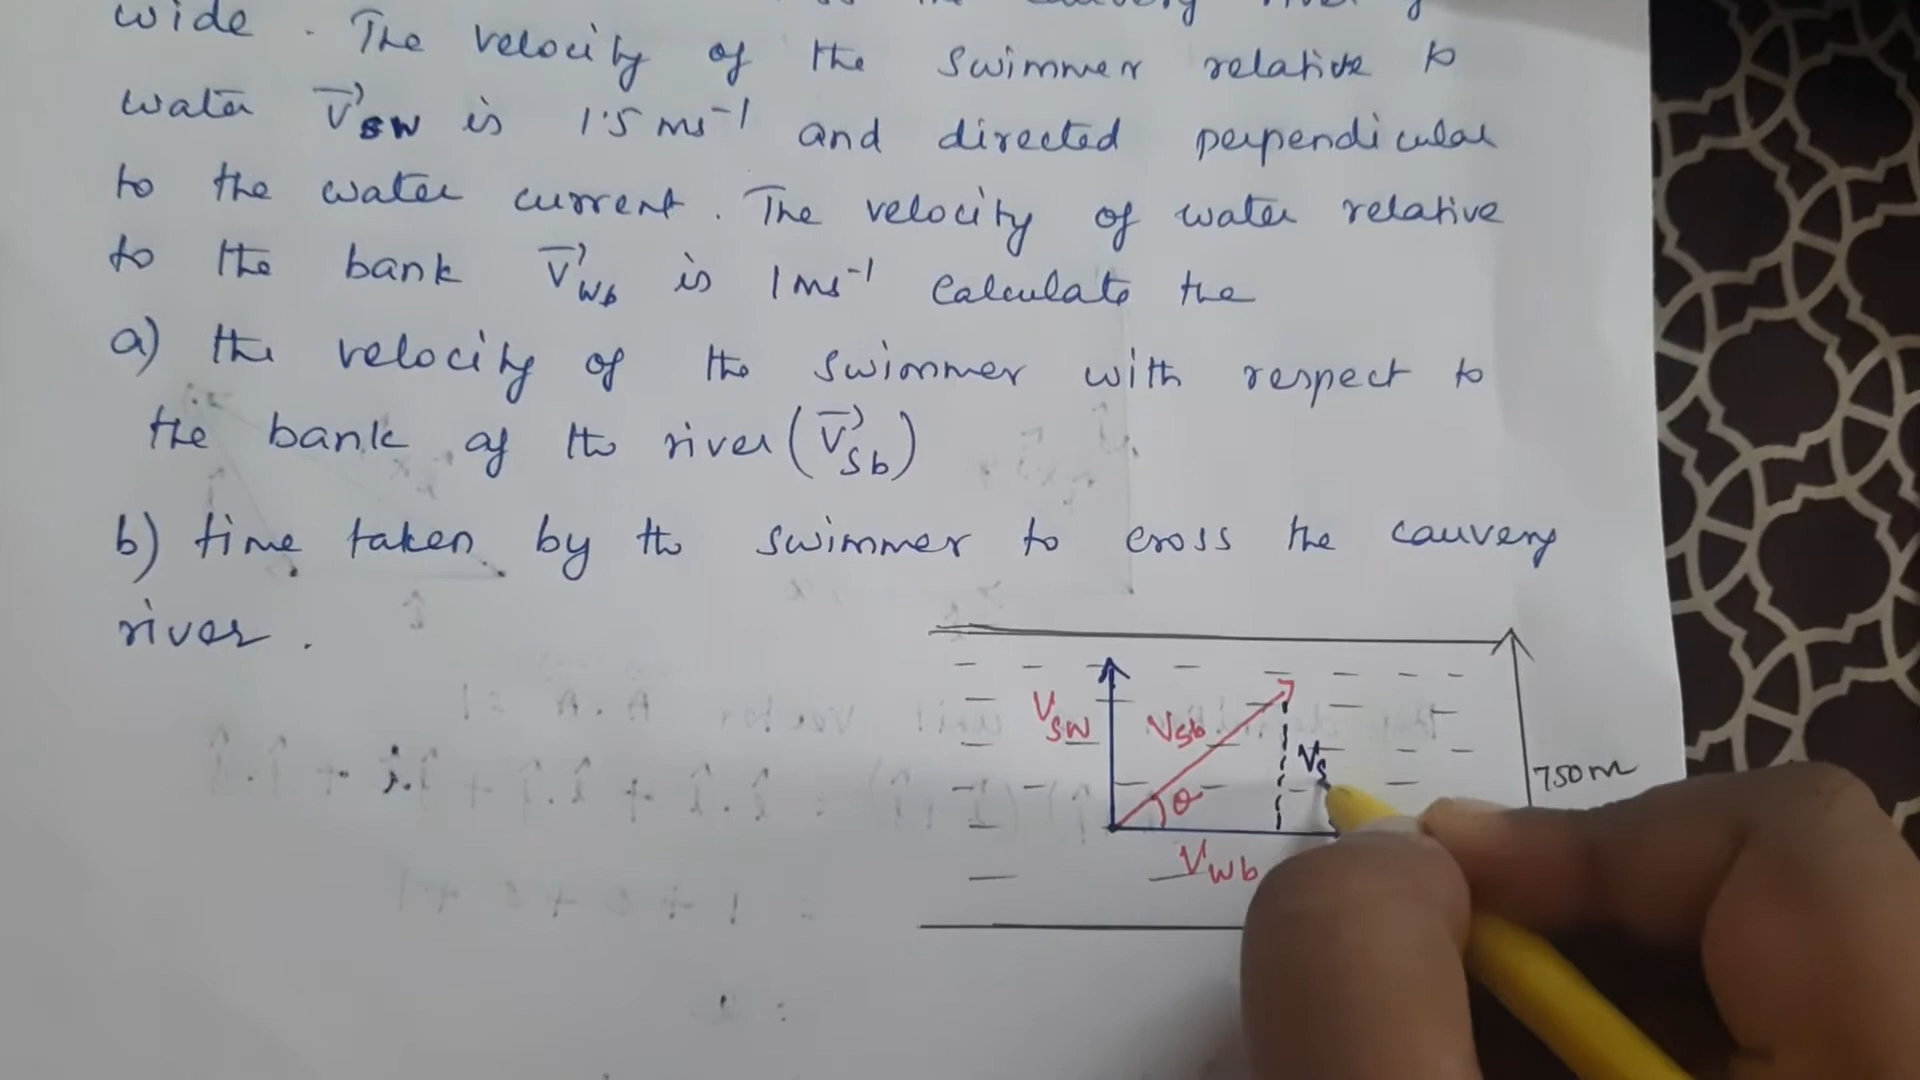 wide. The velocity of the swimmer relative to
water V⃗sw is 1.5 ms⁻¹ and directed perpendicular
to the water current. The velocity of water relative
to the bank V⃗wb is 1 ms⁻¹ Calculate the
a) the velocity of the swimmer with respect to
the bank of the river (V⃗sb)
b) time taken by the swimmer to cross the cauvery
river.
Vsw
Vsb
Vs
θ
750m
Vwb